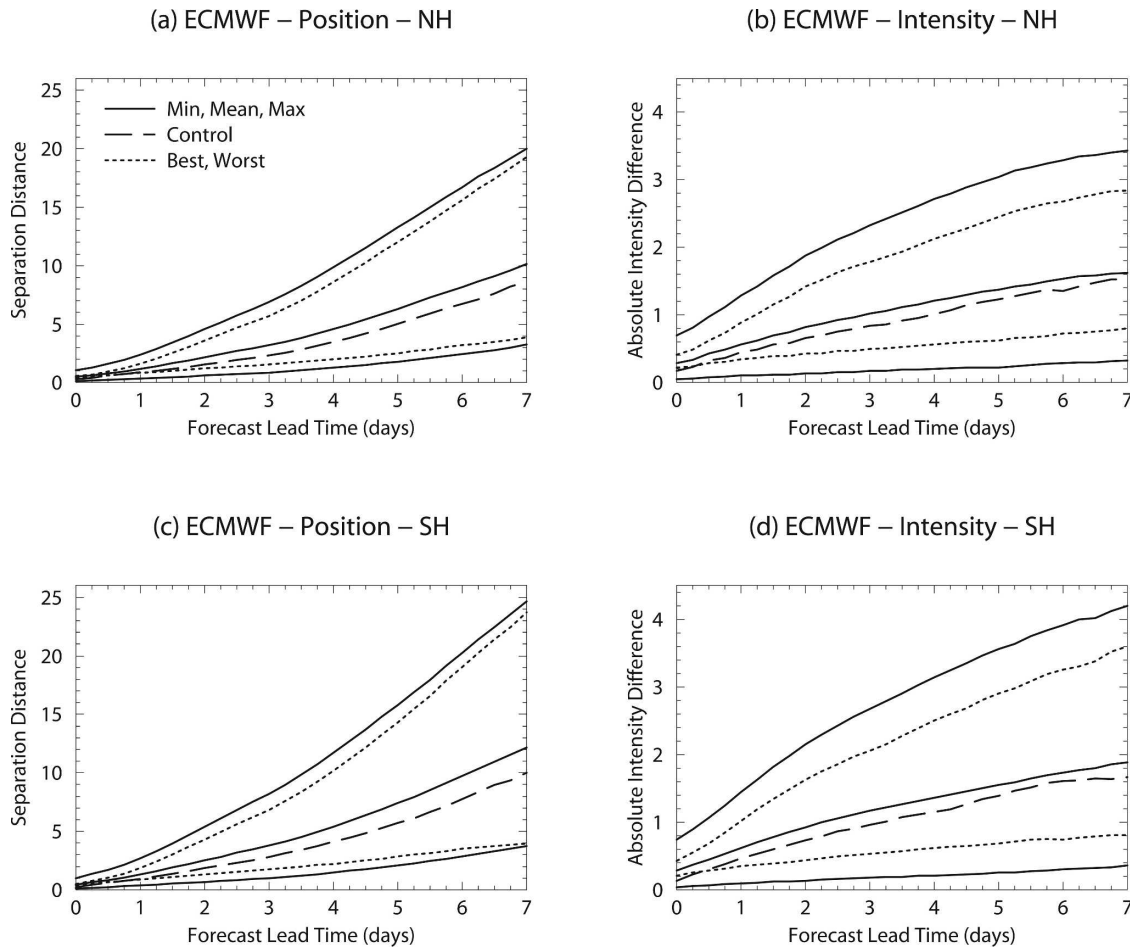 (a) ECMWF – Position – NH
25
20
15
10
5
0
Separation Distance
Min, Mean, Max
Control
Best, Worst
0 1 2 3 4 5 6 7
Forecast Lead Time (days)
(b) ECMWF – Intensity – NH
4
3
2
1
0
Absolute Intensity Difference
0 1 2 3 4 5 6 7
Forecast Lead Time (days)
(c) ECMWF – Position – SH
25
20
15
10
5
0
Separation Distance
0 1 2 3 4 5 6 7
Forecast Lead Time (days)
(d) ECMWF – Intensity – SH
4
3
2
1
0
Absolute Intensity Difference
0 1 2 3 4 5 6 7
Forecast Lead Time (days)